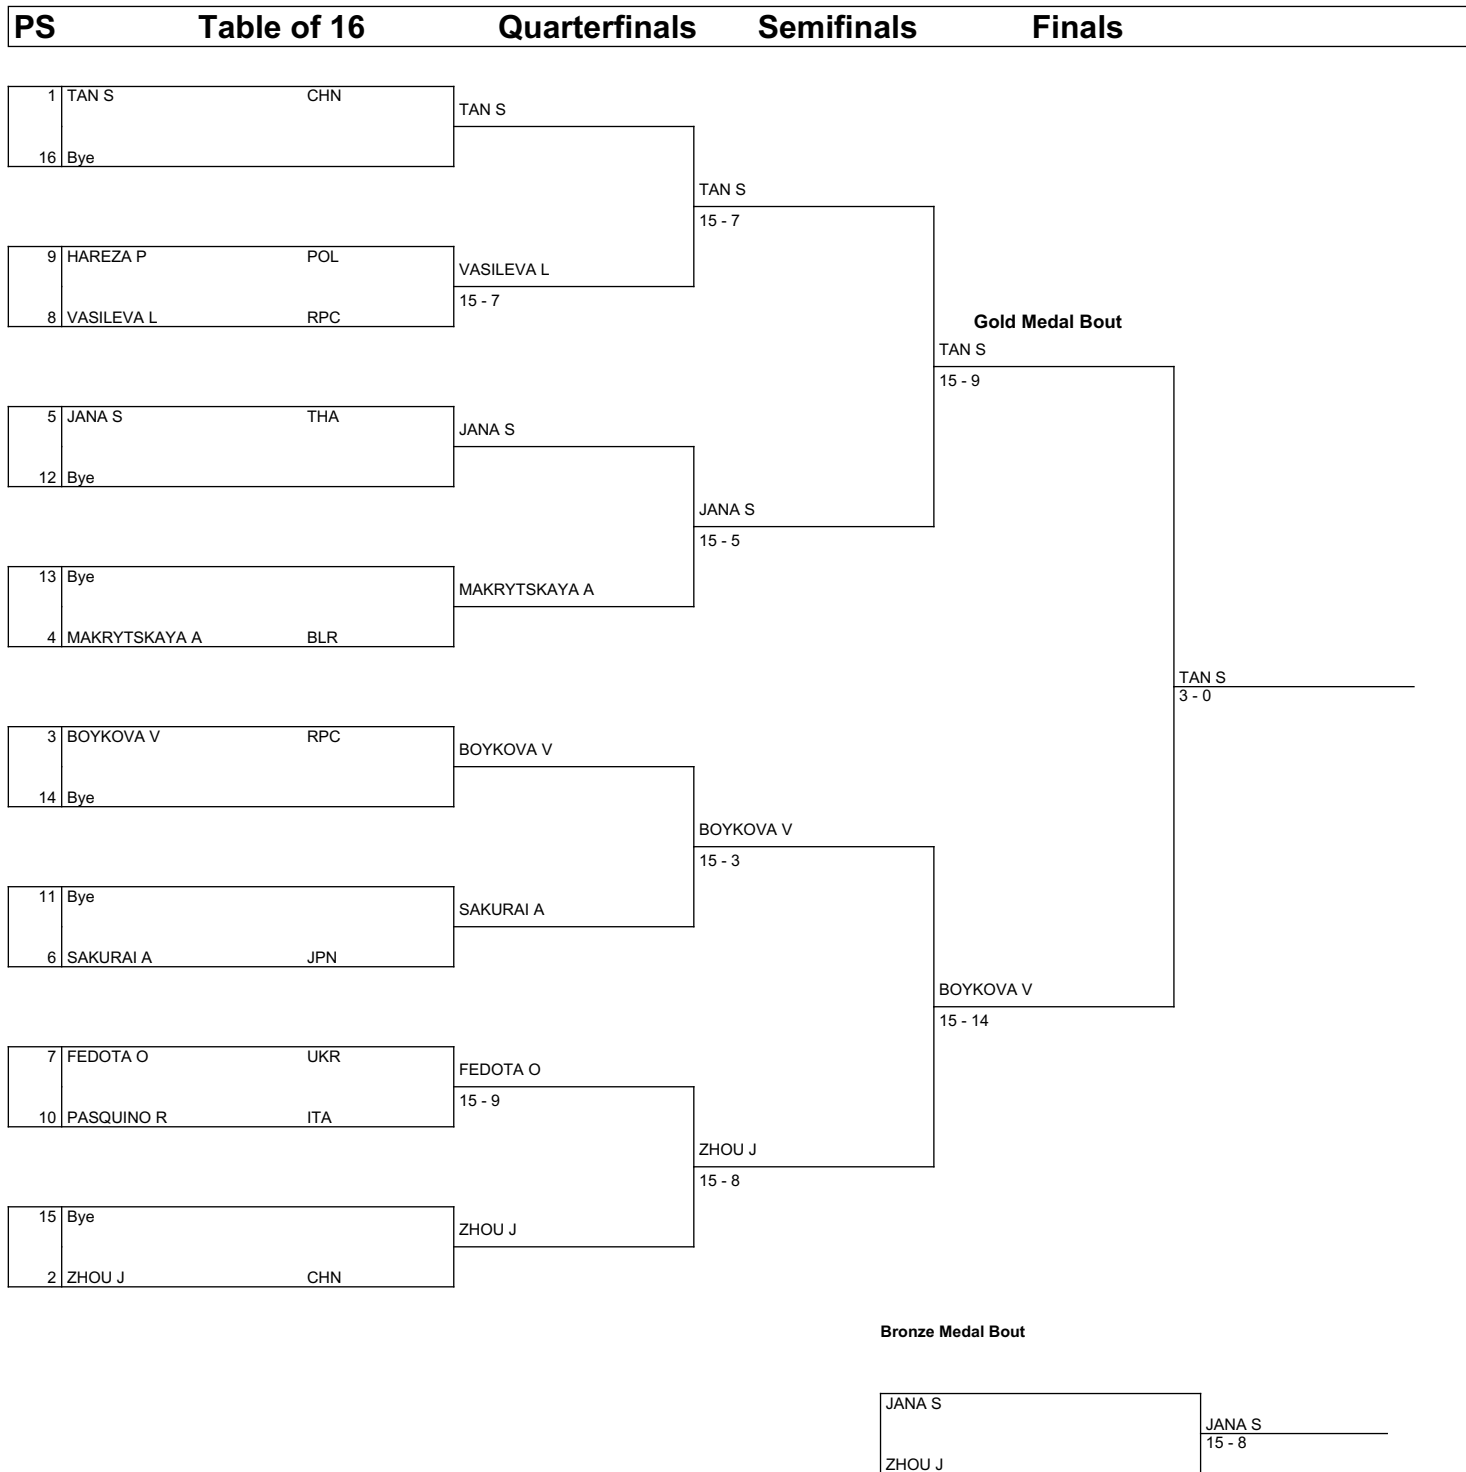 PS Table of 16 Quarterfinals Semifinals Finals
1 TAN S CHN
TAN S
16 Bye
TAN S
15 - 7
9 HAREZA P POL
VASILEVA L
15 - 7
8 VASILEVA L RPC
Gold Medal Bout
TAN S
15 - 9
5 JANA S THA
JANA S
12 Bye
JANA S
15 - 5
13 Bye
MAKRYTSKAYA A
4 MAKRYTSKAYA A BLR
TAN S
3 - 0
3 BOYKOVA V RPC
BOYKOVA V
14 Bye
BOYKOVA V
15 - 3
11 Bye
SAKURAI A
6 SAKURAI A JPN
BOYKOVA V
15 - 14
7 FEDOTA O UKR
FEDOTA O
15 - 9
10 PASQUINO R ITA
ZHOU J
15 - 8
15 Bye
ZHOU J
2 ZHOU J CHN
Bronze Medal Bout
JANA S
JANA S
15 - 8
ZHOU J